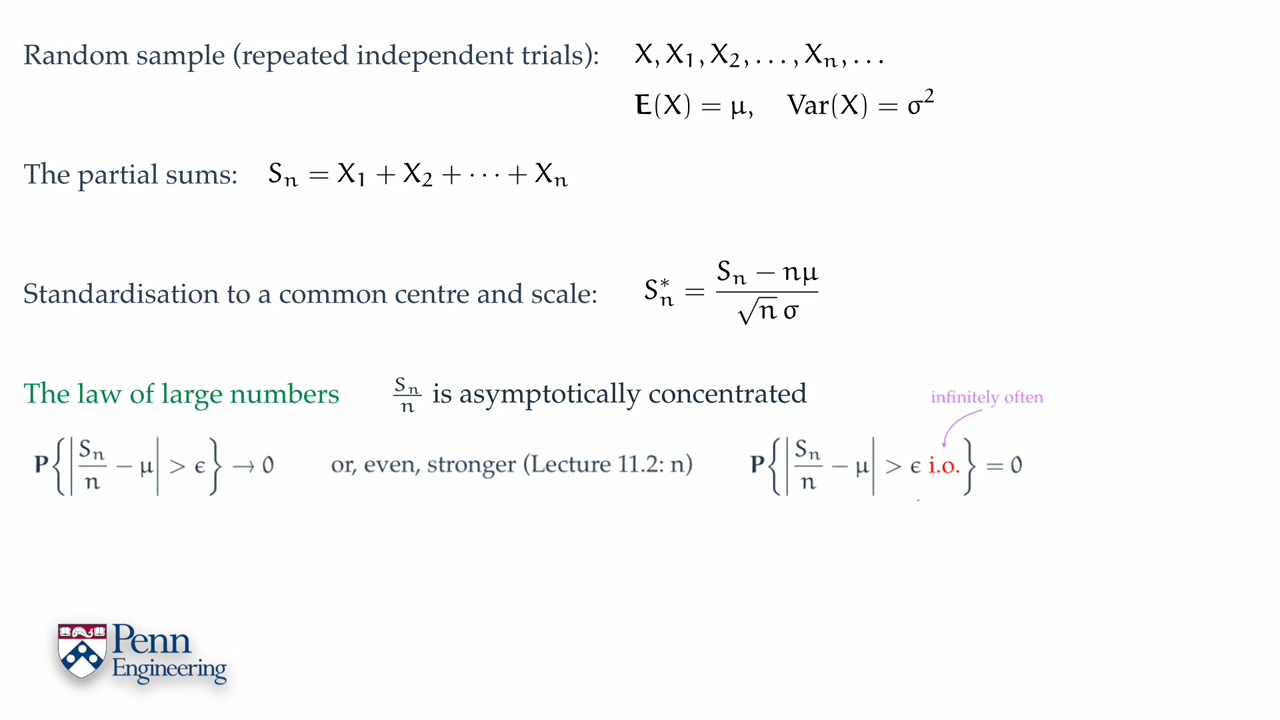 Random sample (repeated independent trials): X, X₁, X₂, . . . , Xₙ, . . .
E(X) = μ, Var(X) = σ²
The partial sums: Sₙ = X₁ + X₂ + · · · + Xₙ
Standardisation to a common centre and scale: Sₙ* = (Sₙ − nμ) / (√n σ)
The law of large numbers Sₙ/n is asymptotically concentrated
infinitely often
P{|Sₙ/n − μ| > ϵ} → 0 or, even, stronger (Lecture 11.2: n) P{|Sₙ/n − μ| > ϵ i.o.} = 0
Penn
Engineering